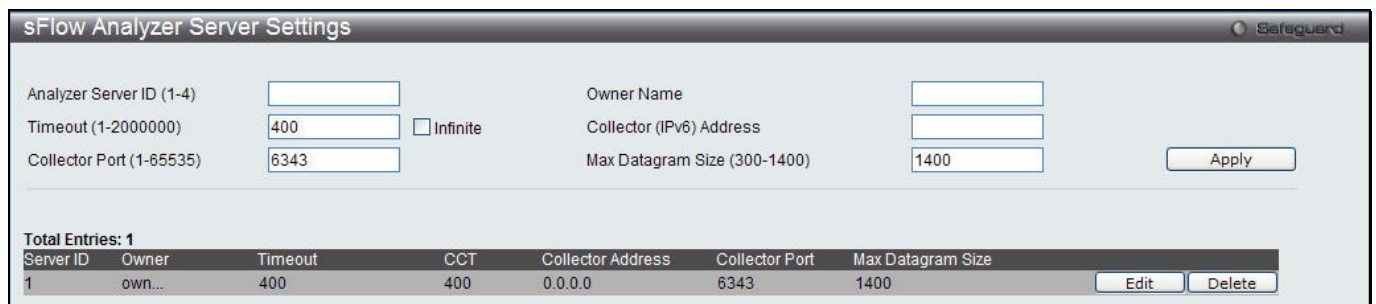 sFlow Analyzer Server Settings Safeguard
Analyzer Server ID (1-4) Owner Name
Timeout (1-2000000) 400 Infinite Collector (IPv6) Address
Collector Port (1-65535) 6343 Max Datagram Size (300-1400) 1400 Apply
Total Entries: 1
Server ID Owner Timeout CCT Collector Address Collector Port Max Datagram Size
1 own... 400 400 0.0.0.0 6343 1400 Edit Delete